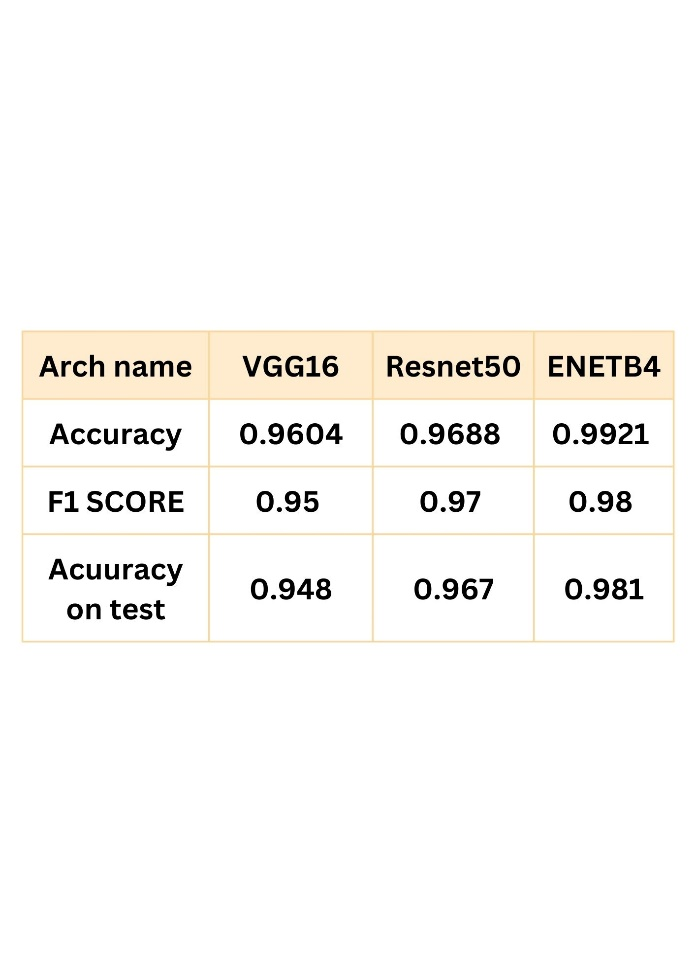 Arch name VGG16 Resnet50 ENETB4
Accuracy 0.9604 0.9688 0.9921
F1 SCORE 0.95 0.97 0.98
Acuuracy
on test 0.948 0.967 0.981